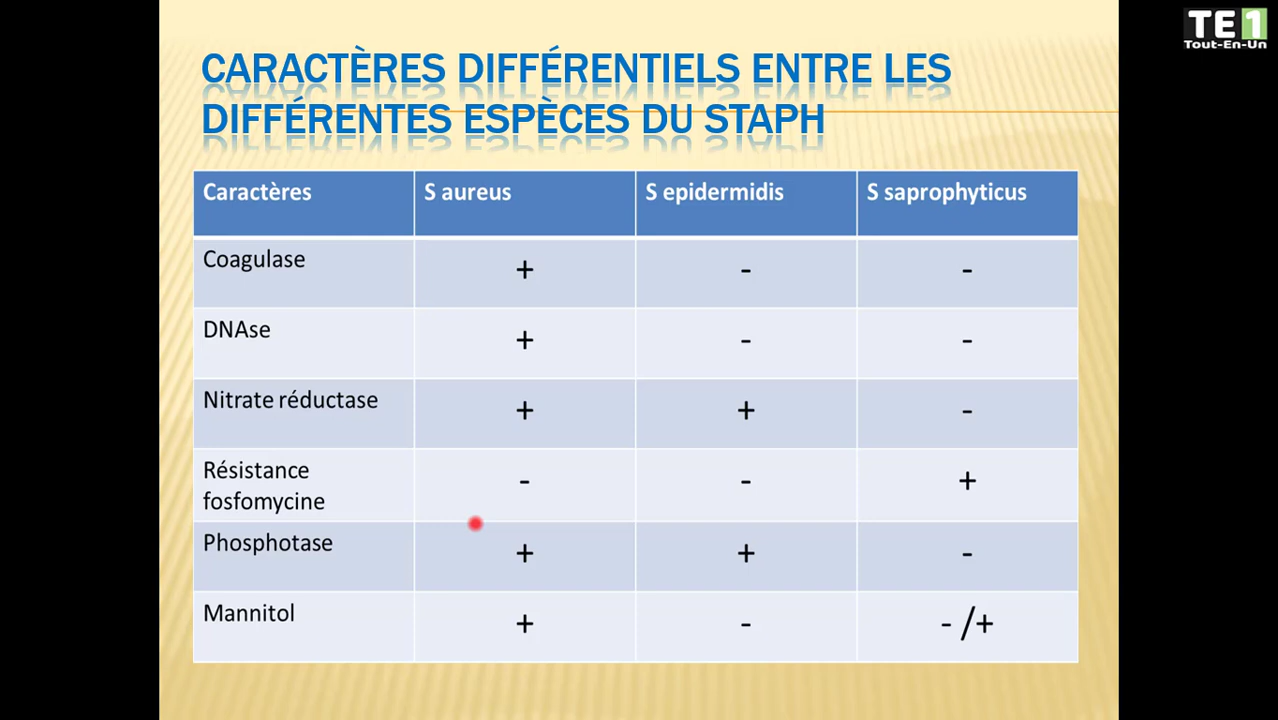 TE1
Tout-En-Un
CARACTÈRES DIFFÉRENTIELS ENTRE LES
DIFFÉRENTES ESPÈCES DU STAPH
Caractères S aureus S epidermidis S saprophyticus
Coagulase + - -
DNAse + - -
Nitrate réductase + + -
Résistance
fosfomycine - - +
Phosphotase + + -
Mannitol + - - /+